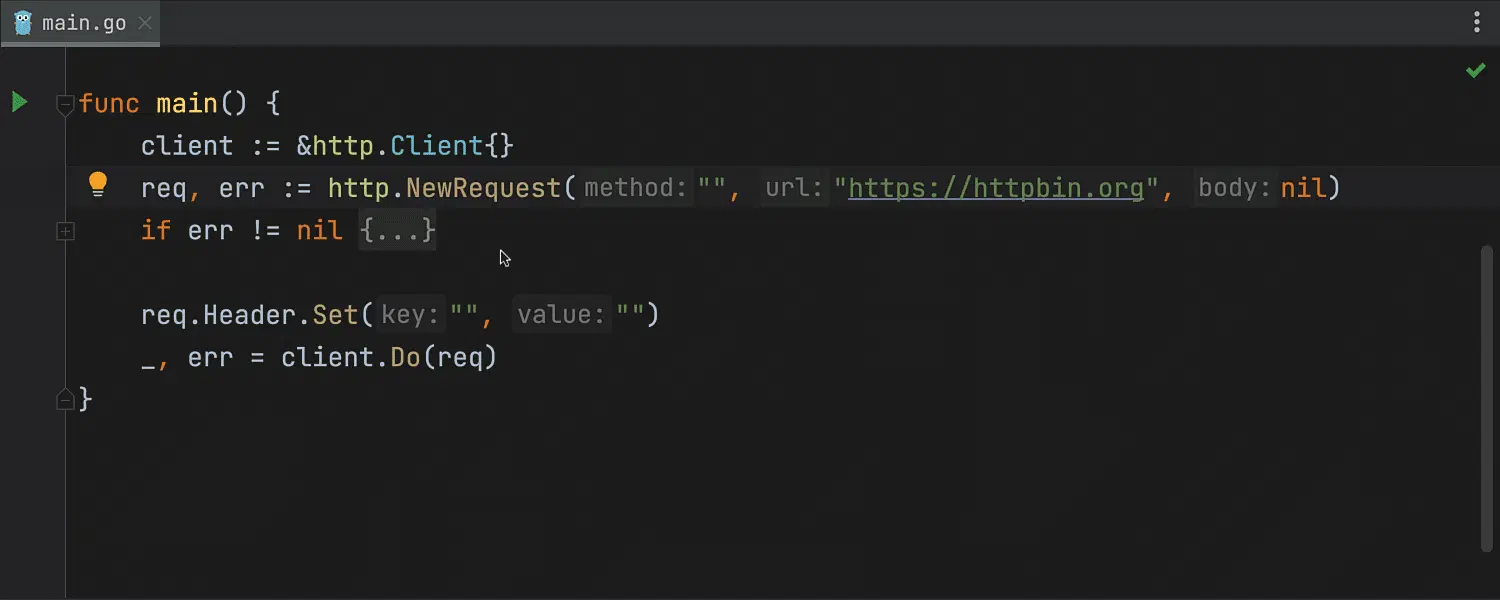 main.go
func main() {
client := &http.Client{}
req, err := http.NewRequest( method: "", url: "https://httpbin.org", body: nil)
if err != nil {...}
req.Header.Set( key: "", value: "")
_, err = client.Do(req)
}